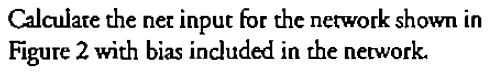 Calculate the net input for the network shown in
Figure 2 with bias included in the network.